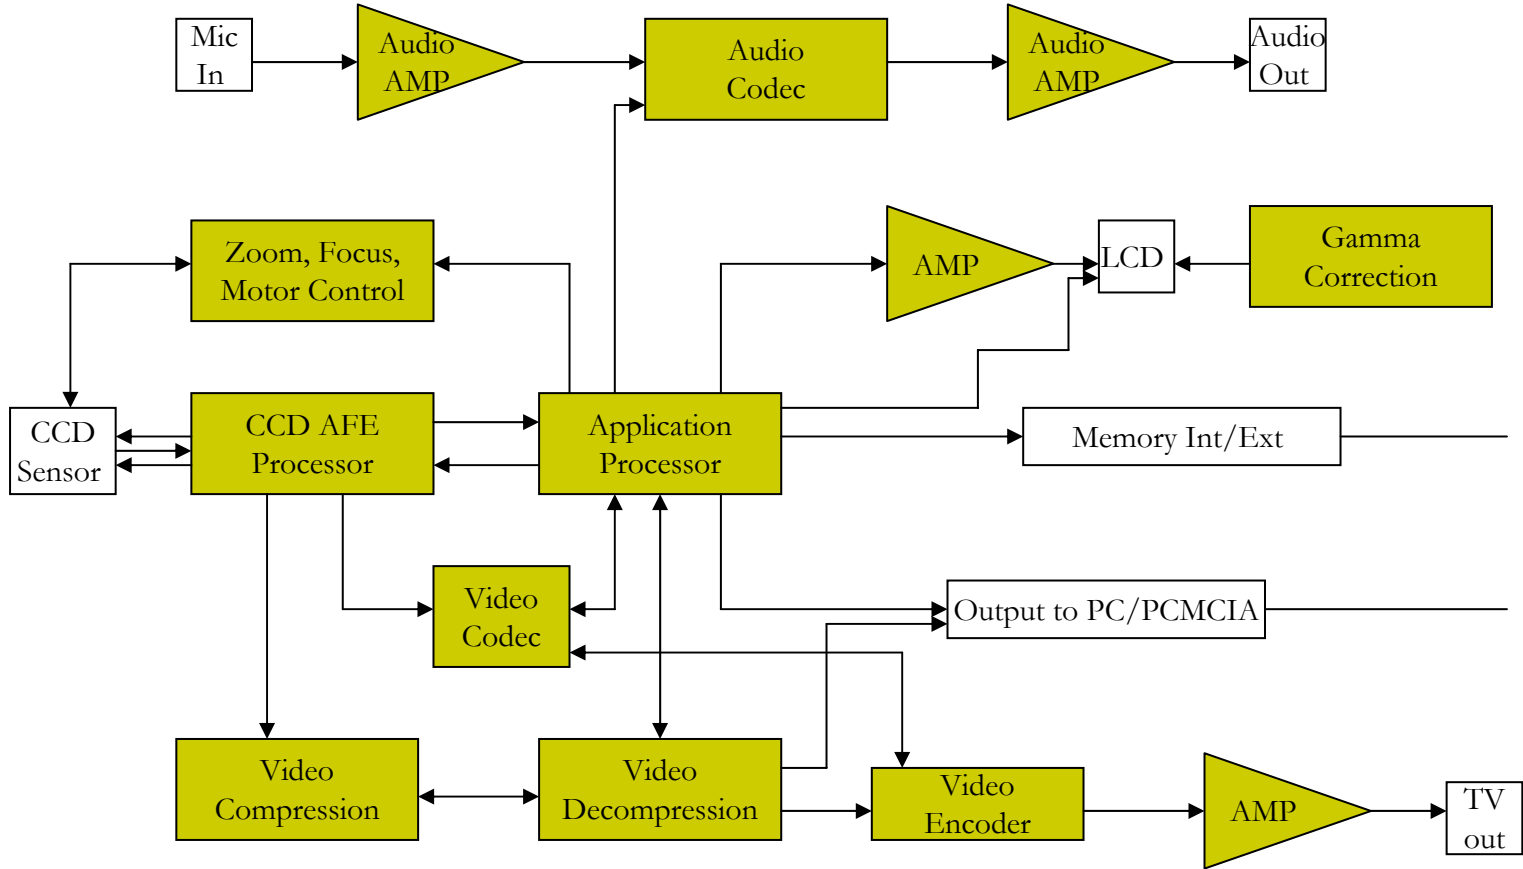 Mic
In
Audio
AMP
Audio
Codec
Audio
AMP
Audio
Out
Zoom, Focus,
Motor Control
AMP
LCD
Gamma
Correction
CCD
Sensor
CCD AFE
Processor
Application
Processor
Memory Int/Ext
Video
Codec
Output to PC/PCMCIA
Video
Compression
Video
Decompression
Video
Encoder
AMP
TV
out